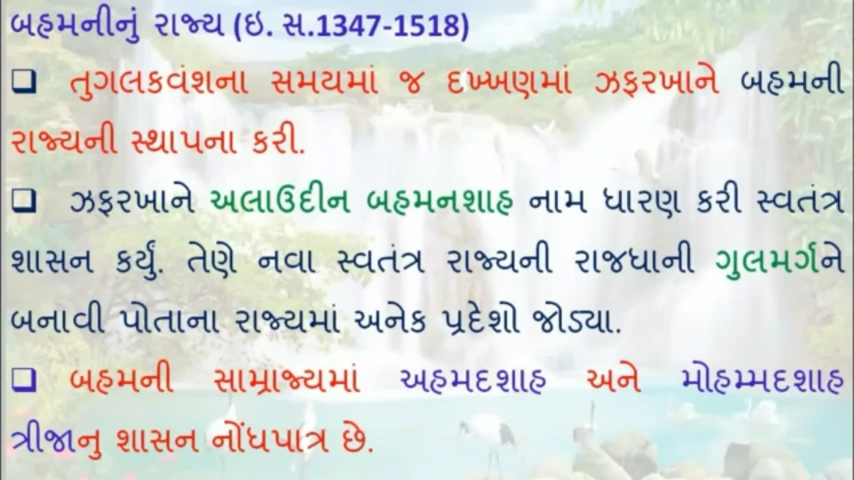 બહમનીનું રાજ્ય (ઇ. સ.1347-1518)
❑ તુગલકવંશના સમયમાં જ દખ્ખણમાં ઝફરખાને બહમની
રાજ્યની સ્થાપના કરી.
❑ ઝફરખાને અલાઉદીન બહમનશાહ નામ ધારણ કરી સ્વતંત્ર
શાસન કર્યું. તેણે નવા સ્વતંત્ર રાજ્યની રાજધાની ગુલમર્ગને
બનાવી પોતાના રાજ્યમાં અનેક પ્રદેશો જોડ્યા.
❑ બહમની સામ્રાજ્યમાં અહમદશાહ અને મોહમ્મદશાહ
ત્રીજાનુ શાસન નોંધપાત્ર છે.